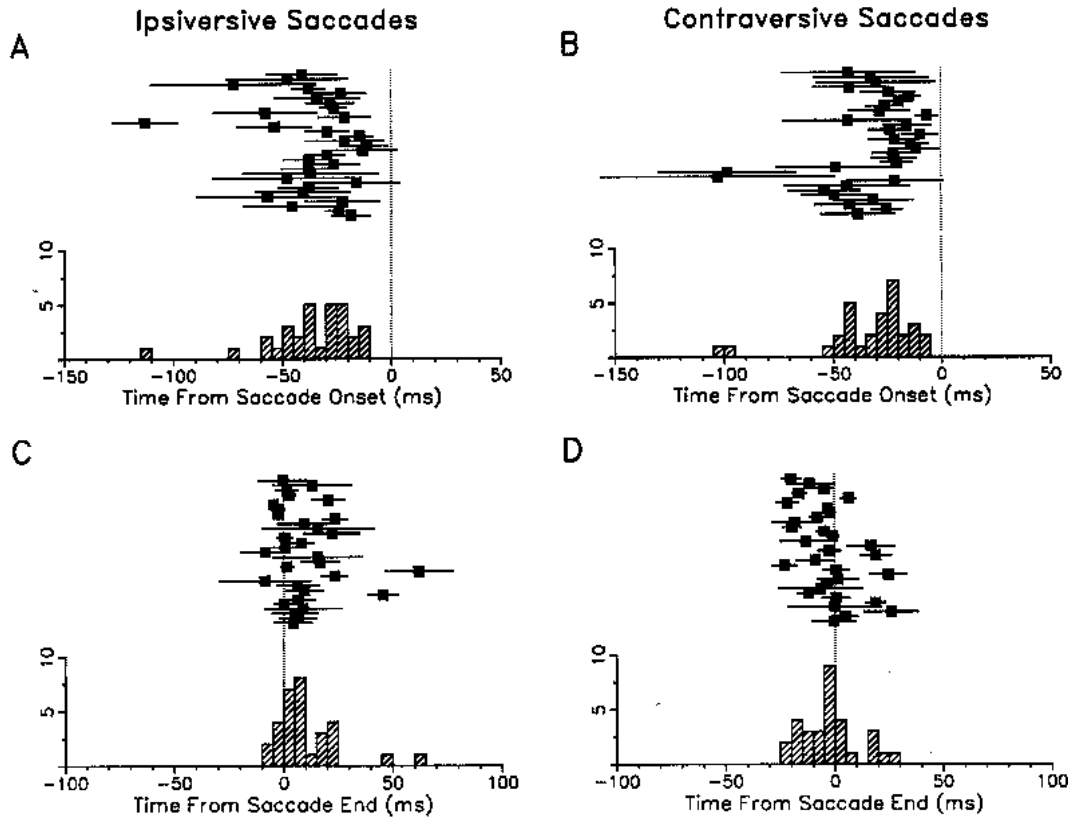 Ipsiversive Saccades
Contraversive Saccades
A
B
10
5
-150 -100 -50 0 50
Time From Saccade Onset (ms)
10
5
-150 -100 -50 0 50
Time From Saccade Onset (ms)
C
D
10
5
-100 -50 0 50 100
Time From Saccade End (ms)
10
5
-100 -50 0 50 100
Time From Saccade End (ms)